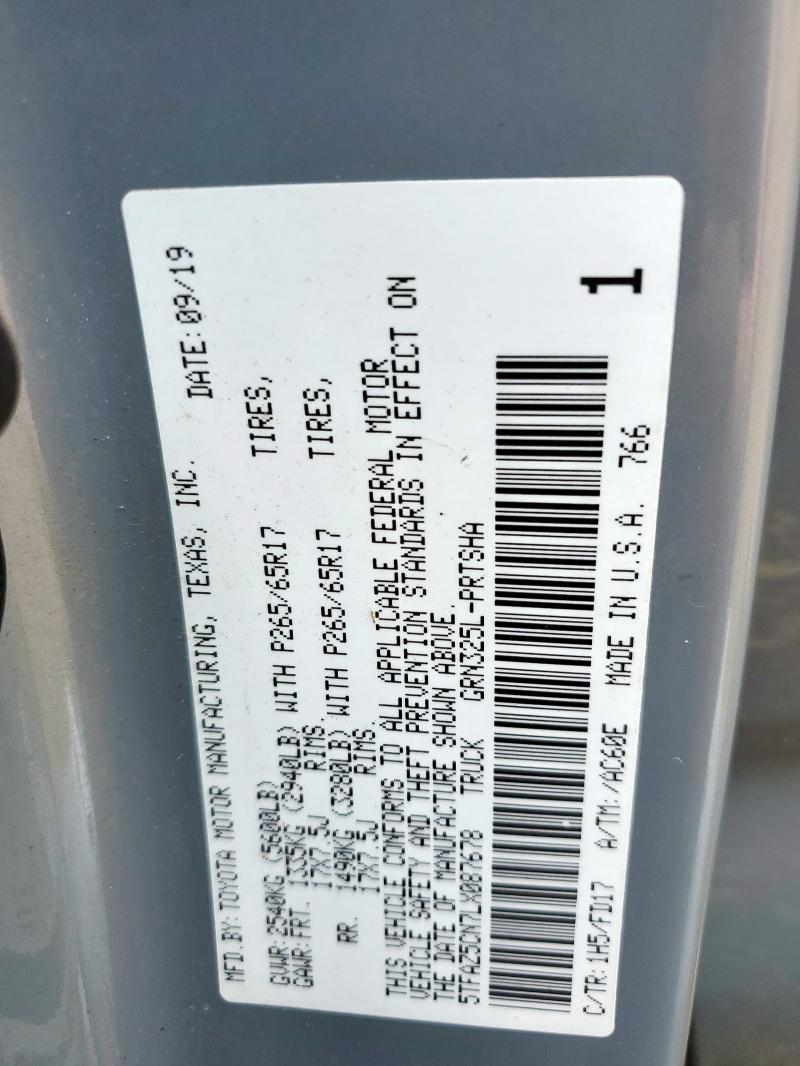 MFD.BY:TOYOTA MOTOR MANUFACTURING, TEXAS, INC. DATE:09/19
GVWR:2540KG (5600LB)
GAWR:FRT. 1335KG (2940LB) WITH P265/65R17 TIRES,
17X7.5J RIMS.
RR. 1490KG (3280LB) WITH P265/65R17 TIRES,
17X7.5J RIMS.
THIS VEHICLE CONFORMS TO ALL APPLICABLE FEDERAL MOTOR
VEHICLE SAFETY AND THEFT PREVENTION STANDARDS IN EFFECT ON
THE DATE OF MANUFACTURE SHOWN ABOVE.
5TFAZ5CN7LX087678 TRUCK GRN325L-PRTSHA
1
C/TR:1H5/FD17 A/TM:/AC60E MADE IN U.S.A. 766